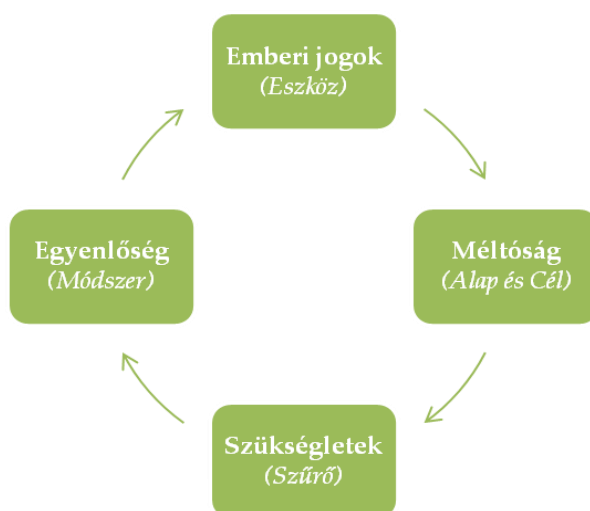 Emberi jogok
(Eszköz)
Egyenlőség
(Módszer)
Méltóság
(Alap és Cél)
Szükségletek
(Szűrő)